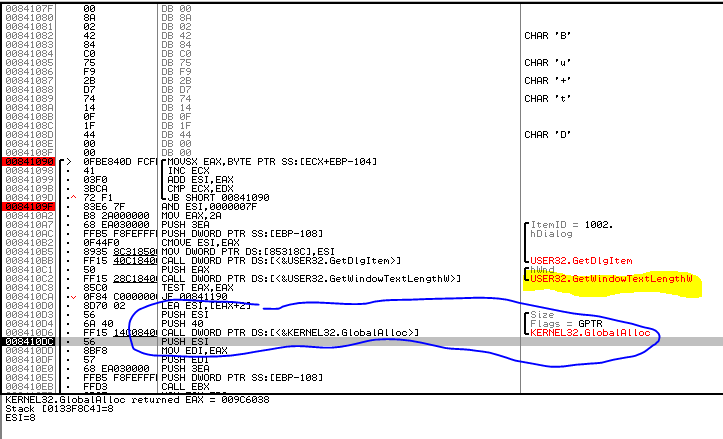 0084107F 00 DB 00
00841080 8A DB 8A
00841081 02 DB 02
00841082 42 DB 42 CHAR 'B'
00841083 84 DB 84
00841084 C0 DB C0
00841085 75 DB 75 CHAR 'u'
00841086 F9 DB F9
00841087 2B DB 2B CHAR '+'
00841088 D7 DB D7
00841089 74 DB 74 CHAR 't'
0084108A 14 DB 14
0084108B 0F DB 0F
0084108C 1F DB 1F
0084108D 44 DB 44 CHAR 'D'
0084108E 00 DB 00
0084108F 00 DB 00
00841090 > 0FBE840D FCF MOVSX EAX,BYTE PTR SS:[ECX+EBP-104]
00841098 41 INC ECX
00841099 03F0 ADD ESI,EAX
0084109B 3BCA CMP ECX,EDX
0084109D ^ 72 F1 JB SHORT 00841090
0084109F 83E6 7F AND ESI,0000007F
008410A2 B8 2A000000 MOV EAX,2A
008410A7 68 EA030000 PUSH 3EA ItemID = 1002.
008410AC FFB5 F8FEFFFF PUSH DWORD PTR SS:[EBP-108] hDialog
008410B2 0F44F0 CMOVE ESI,EAX
008410B5 8935 8C318500 MOV DWORD PTR DS:[85318C],ESI
008410BB FF15 40C18400 CALL DWORD PTR DS:[<&USER32.GetDlgItem>] USER32.GetDlgItem
008410C1 50 PUSH EAX hWnd
008410C2 FF15 28C18400 CALL DWORD PTR DS:[<&USER32.GetWindowTextLengthW>] USER32.GetWindowTextLengthW
008410C8 85C0 TEST EAX,EAX
008410CA 0F84 C0000000 JE 00841190
008410D0 8D70 02 LEA ESI,[EAX+2]
008410D3 56 PUSH ESI Size
008410D4 6A 40 PUSH 40 Flags = GPTR
008410D6 FF15 14C08400 CALL DWORD PTR DS:[<&KERNEL32.GlobalAlloc>] KERNEL32.GlobalAlloc
008410DC 56 PUSH ESI
008410DD 8BF8 MOV EDI,EAX
008410DF 57 PUSH EDI
008410E0 68 EA030000 PUSH 3EA
008410E5 FFB5 F8FEFFFF PUSH DWORD PTR SS:[EBP-108]
008410EB FFD3 CALL EBX
KERNEL32.GlobalAlloc returned EAX = 009C6038
Stack [0133F8C4]=8
ESI=8